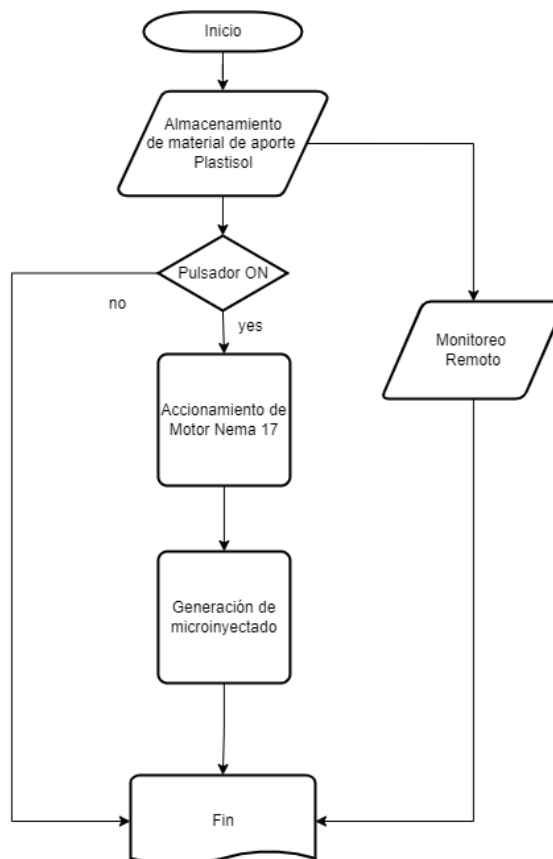 Inicio
Almacenamiento
de material de aporte
Plastisol
Pulsador ON
no
yes
Monitoreo
Remoto
Accionamiento de
Motor Nema 17
Generación de
microinyectado
Fin